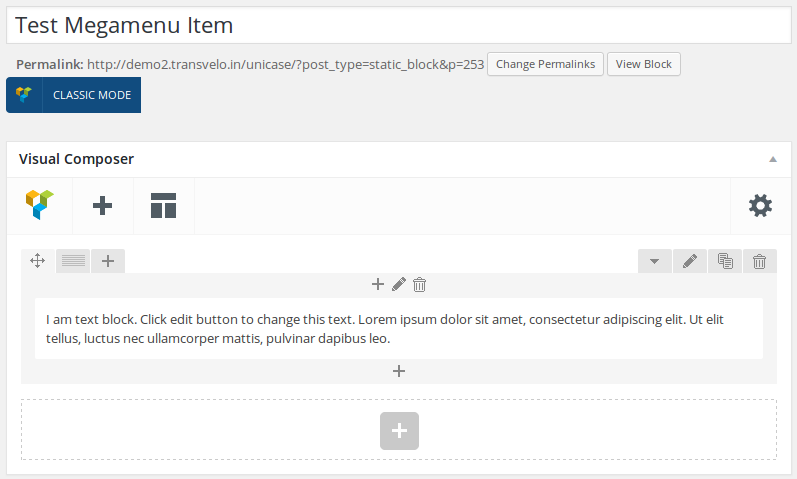 Test Megamenu Item
Permalink: http://demo2.transvelo.in/unicase/?post_type=static_block&p=253 Change Permalinks View Block
CLASSIC MODE
Visual Composer
I am text block. Click edit button to change this text. Lorem ipsum dolor sit amet, consectetur adipiscing elit. Ut elit
tellus, luctus nec ullamcorper mattis, pulvinar dapibus leo.